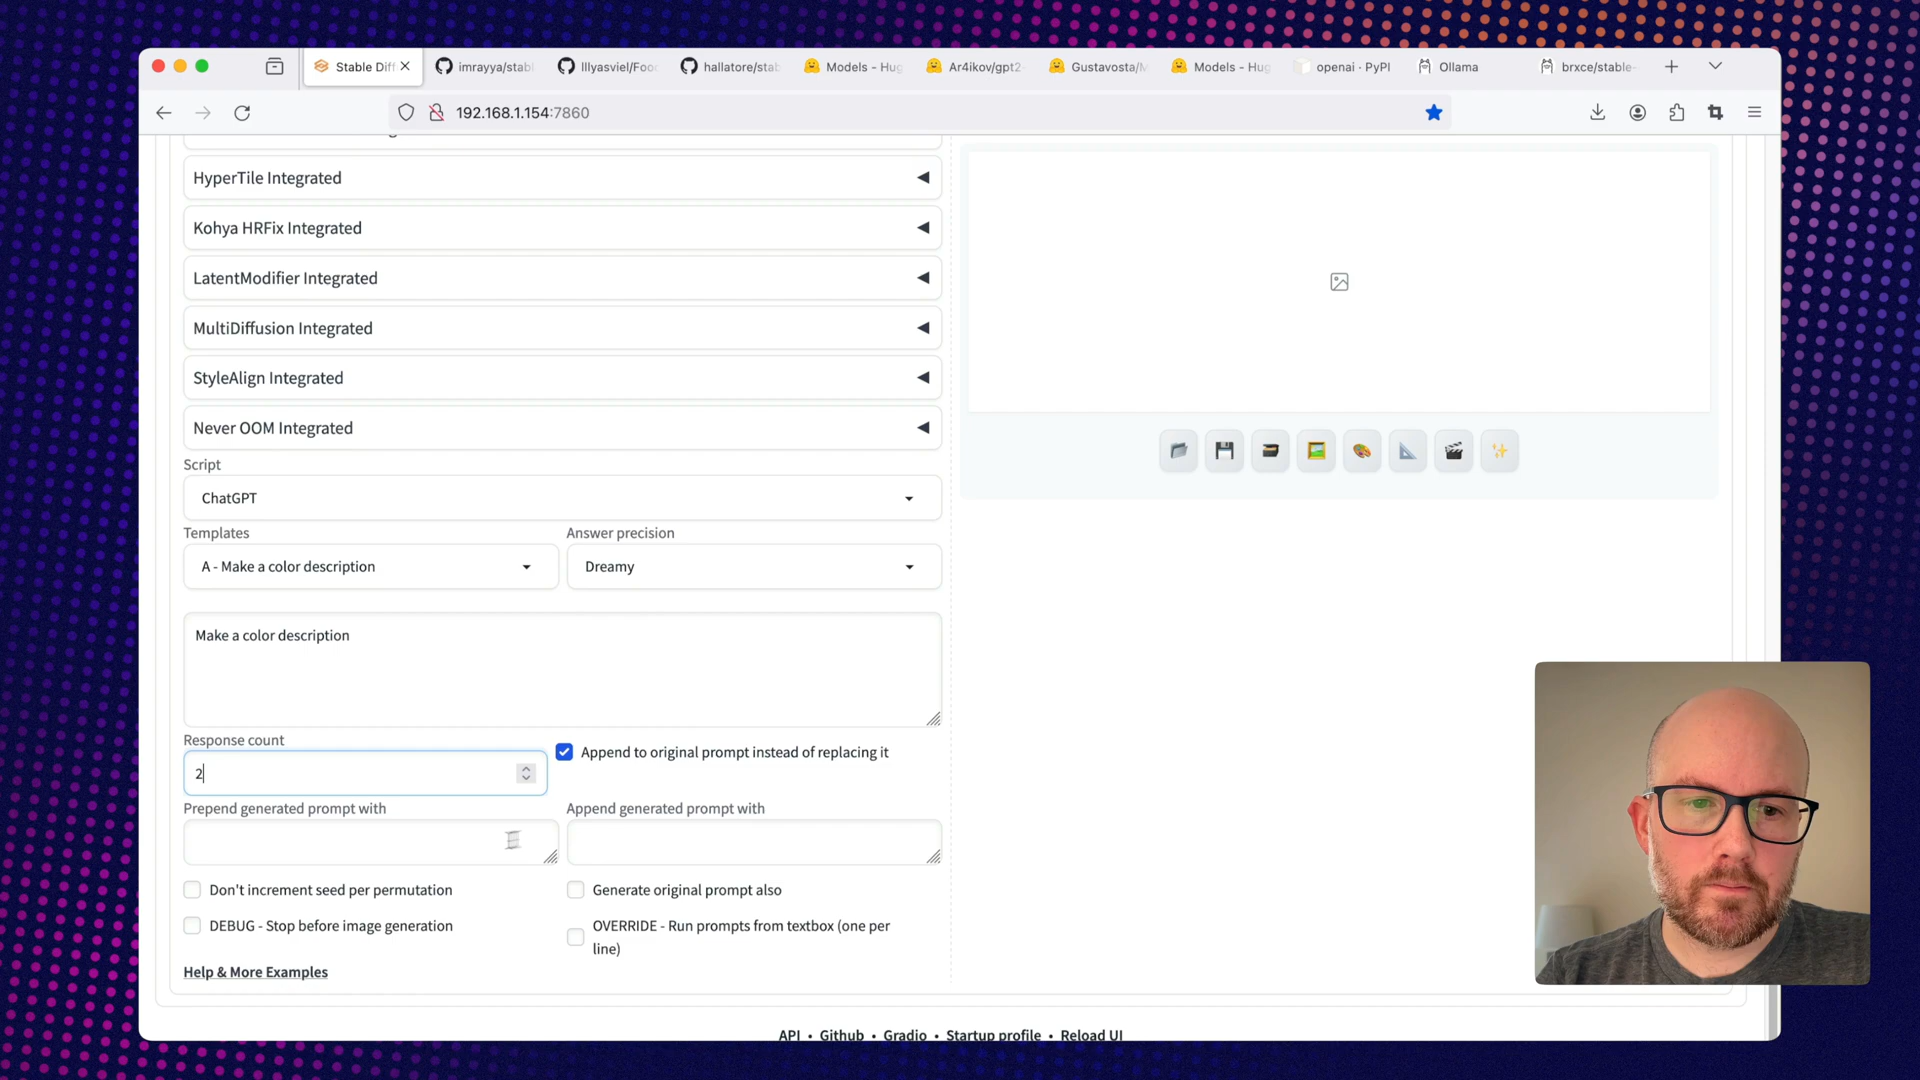 Stable Diff
imrayya/stabl
lllyasviel/Fooo
hallatore/stab
Models - Hug
Ar4ikov/gpt2-
Gustavosta/M
Models - Hug
openai · PyPI
Ollama
brxce/stable-
192.168.1.154:7860
HyperTile Integrated
Kohya HRFix Integrated
LatentModifier Integrated
MultiDiffusion Integrated
StyleAlign Integrated
Never OOM Integrated
Script
ChatGPT
Templates
Answer precision
A - Make a color description
Dreamy
Make a color description
Response count
2
Append to original prompt instead of replacing it
Prepend generated prompt with
Append generated prompt with
Don't increment seed per permutation
Generate original prompt also
DEBUG - Stop before image generation
OVERRIDE - Run prompts from textbox (one per
line)
Help & More Examples
API • Github • Gradio • Startup profile • Reload UI